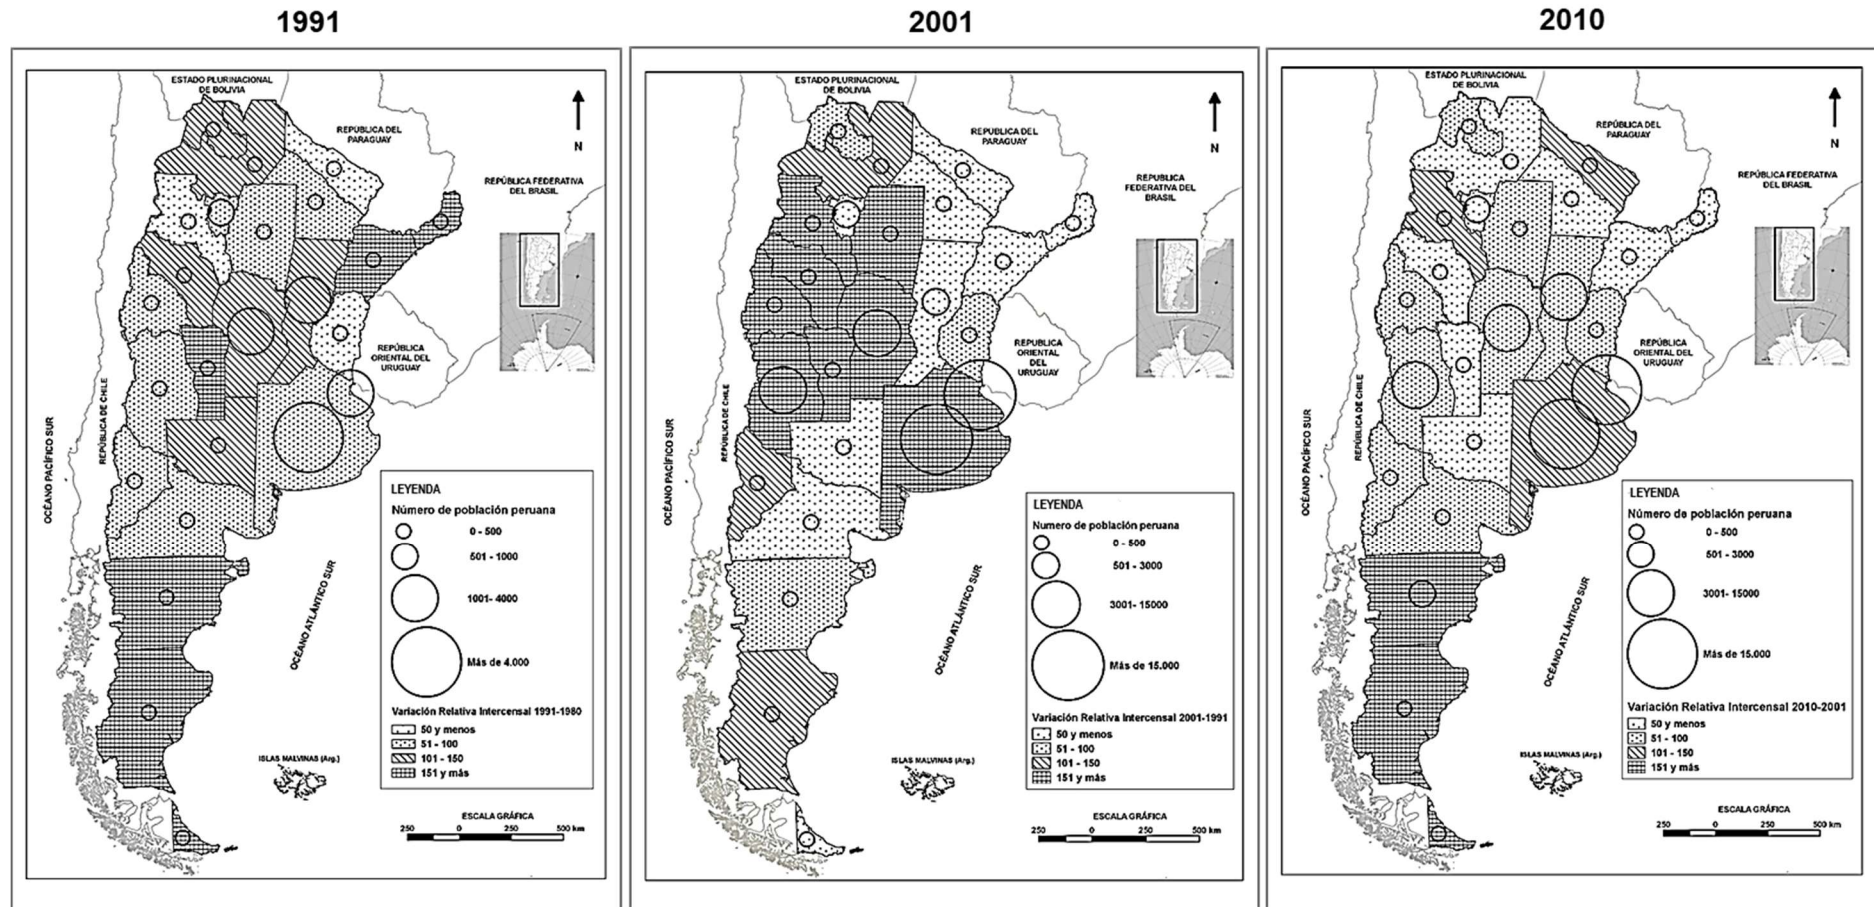 1991
ESTADO PLURINACIONAL
DE BOLIVIA
REPÚBLICA DEL
PARAGUAY
N
REPÚBLICA FEDERATIVA
DEL BRASIL
REPÚBLICA
ORIENTAL DEL
URUGUAY
OCÉANO PACÍFICO SUR
REPÚBLICA DE CHILE
OCÉANO ATLÁNTICO SUR
LEYENDA
Número de población peruana
0 - 500
501 - 1000
1001- 4000
Más de 4.000
Variación Relativa Intercensal 1991-1980
50 y menos
51 - 100
101 - 150
151 y más
ISLAS MALVINAS (Arg.)
ESCALA GRÁFICA
250 0 250 500 km
2001
ESTADO PLURINACIONAL
DE BOLIVIA
REPÚBLICA DEL
PARAGUAY
N
REPÚBLICA
FEDERATIVA DEL
BRASIL
REPUBLICA
ORIENTAL
DEL
URUGUAY
OCÉANO PACÍFICO SUR
REPÚBLICA DE CHILE
OCÉANO ATLÁNTICO SUR
LEYENDA
Numero de población peruana
0 - 500
501 - 3000
3001- 15000
Más de 15.000
Variación Relativa Intercensal 2001-1991
50 y menos
51 - 100
101 - 150
151 y más
ISLAS MALVINAS (Arg.)
ESCALA GRÁFICA
250 0 250 500 km
2010
ESTADO PLURINACIONAL
DE BOLIVIA
REPÚBLICA DEL
PARAGUAY
N
REPÚBLICA FEDERATIVA
DEL BRASIL
REPÚBLICA
ORIENTAL DEL
URUGUAY
OCÉANO PACÍFICO SUR
REPÚBLICA DE CHILE
OCÉANO ATLÁNTICO SUR
LEYENDA
Número de población peruana
0 - 500
501 - 3000
3001- 15000
Más de 15.000
Variación Relativa Intercensal 2010-2001
50 y menos
51 - 100
101 - 150
151 y más
ISLAS MALVINAS (Arg.)
ESCALA GRÁFICA
250 0 250 500 km